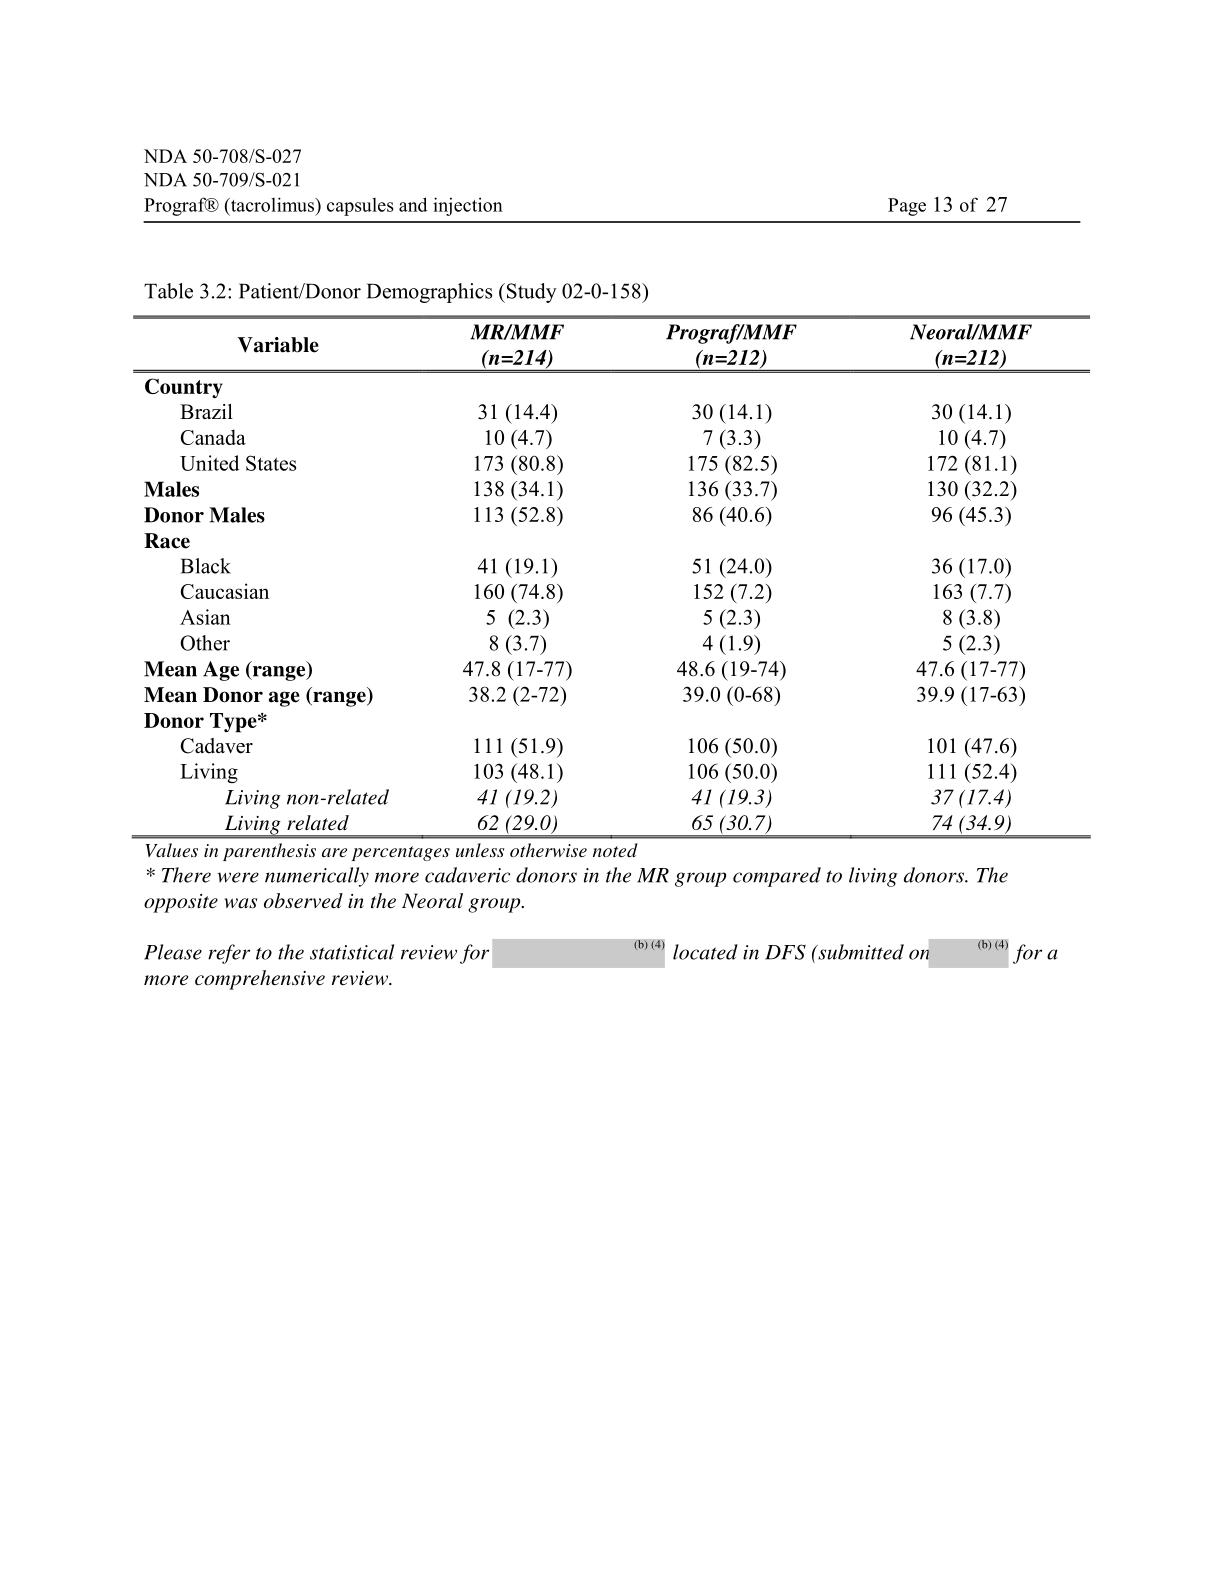 NDA 50-708/S-027
NDA 50-709/S-021
Prograf® (tacrolimus) capsules and injection Page 13 of 27
Table 3.2: Patient/Donor Demographics (Study 02-0-158)
Variable MR/MMF (n=214) Prograf/MMF (n=212) Neoral/MMF (n=212)
Country
Brazil 31 (14.4) 30 (14.1) 30 (14.1)
Canada 10 (4.7) 7 (3.3) 10 (4.7)
United States 173 (80.8) 175 (82.5) 172 (81.1)
Males 138 (34.1) 136 (33.7) 130 (32.2)
Donor Males 113 (52.8) 86 (40.6) 96 (45.3)
Race
Black 41 (19.1) 51 (24.0) 36 (17.0)
Caucasian 160 (74.8) 152 (7.2) 163 (7.7)
Asian 5 (2.3) 5 (2.3) 8 (3.8)
Other 8 (3.7) 4 (1.9) 5 (2.3)
Mean Age (range) 47.8 (17-77) 48.6 (19-74) 47.6 (17-77)
Mean Donor age (range) 38.2 (2-72) 39.0 (0-68) 39.9 (17-63)
Donor Type*
Cadaver 111 (51.9) 106 (50.0) 101 (47.6)
Living 103 (48.1) 106 (50.0) 111 (52.4)
Living non-related 41 (19.2) 41 (19.3) 37 (17.4)
Living related 62 (29.0) 65 (30.7) 74 (34.9)
Values in parenthesis are percentages unless otherwise noted
* There were numerically more cadaveric donors in the MR group compared to living donors. The
opposite was observed in the Neoral group.
Please refer to the statistical review for (b) (4) located in DFS (submitted on (b) (4) for a
more comprehensive review.